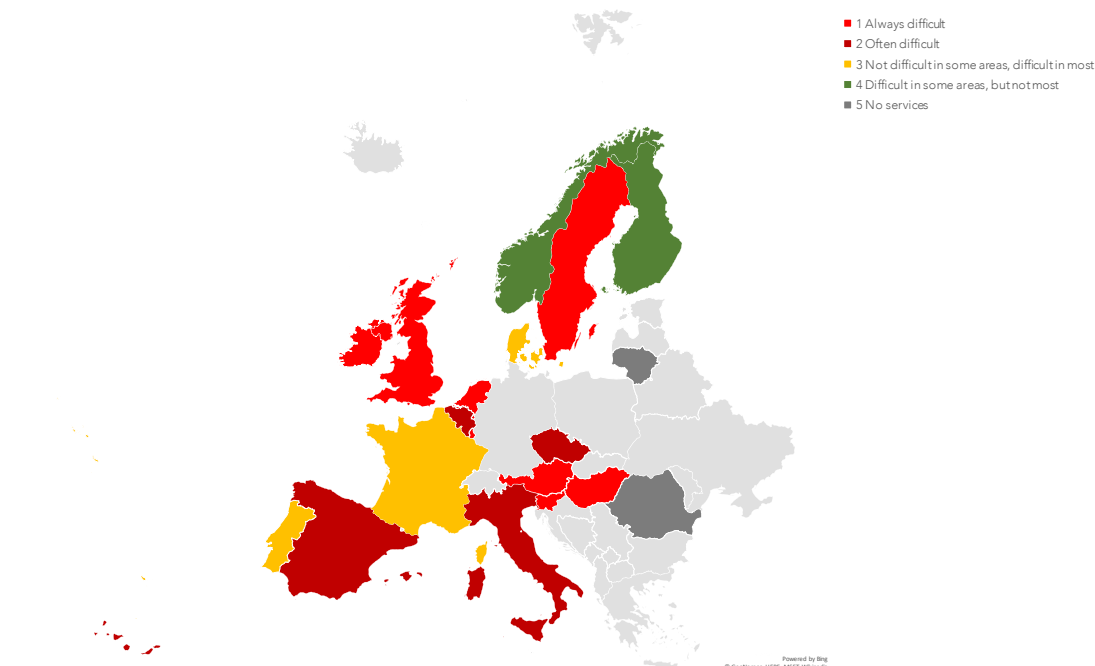 1 Always difficult
2 Often difficult
3 Not difficult in some areas, difficult in most
4 Difficult in some areas, but not most
5 No services
Powered by Bing